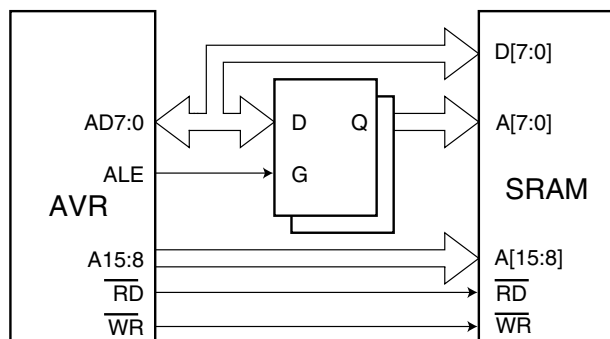 D[7:0]
AD7:0
D
Q
A[7:0]
ALE
G
AVR
SRAM
A15:8
A[15:8]
RD
RD
WR
WR